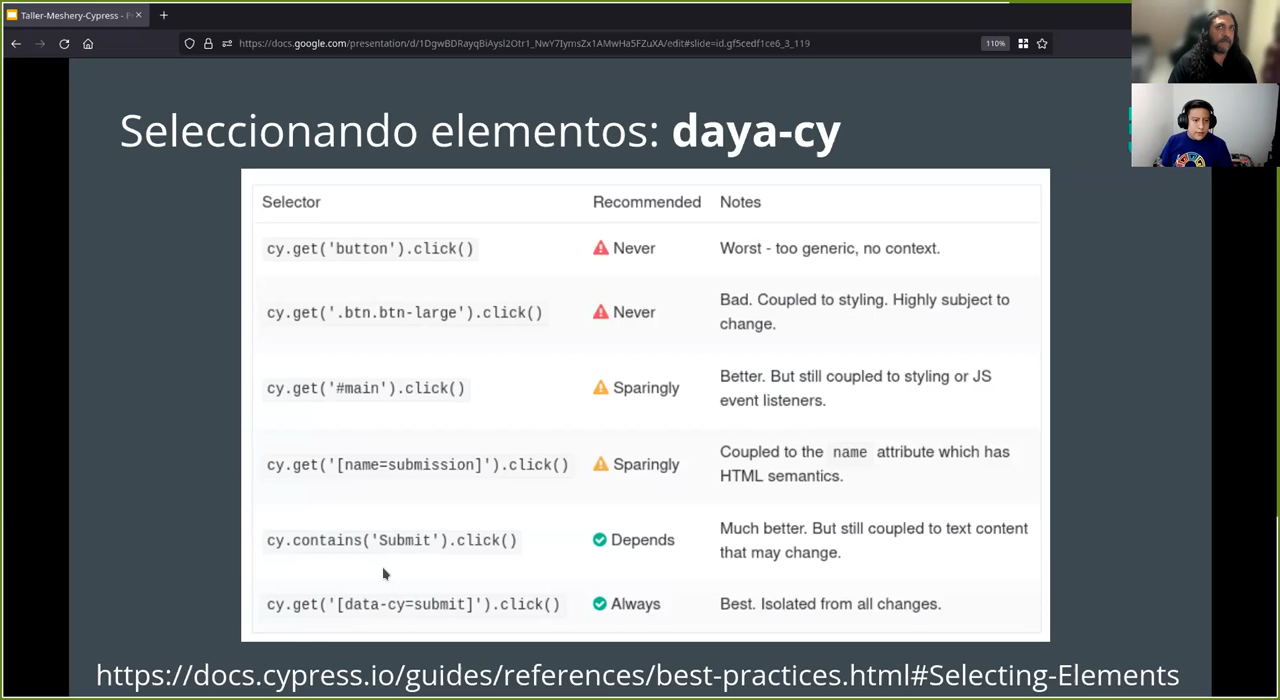 Taller-Meshery-Cypress - P
https://docs.google.com/presentation/d/1DgwBDRayqBiAysl2Otr1_NwY7IymsZx1AMwHa5FZuXA/edit#slide=id.gf5cedf1ce6_3_119
110%
Seleccionando elementos: daya-cy
Selector Recommended Notes
cy.get('button').click() Never Worst - too generic, no context.
cy.get('.btn.btn-large').click() Never Bad. Coupled to styling. Highly subject to
change.
cy.get('#main').click() Sparingly Better. But still coupled to styling or JS
event listeners.
cy.get('[name=submission]').click() Sparingly Coupled to the name attribute which has
HTML semantics.
cy.contains('Submit').click() Depends Much better. But still coupled to text content
that may change.
cy.get('[data-cy=submit]').click() Always Best. Isolated from all changes.
https://docs.cypress.io/guides/references/best-practices.html#Selecting-Elements